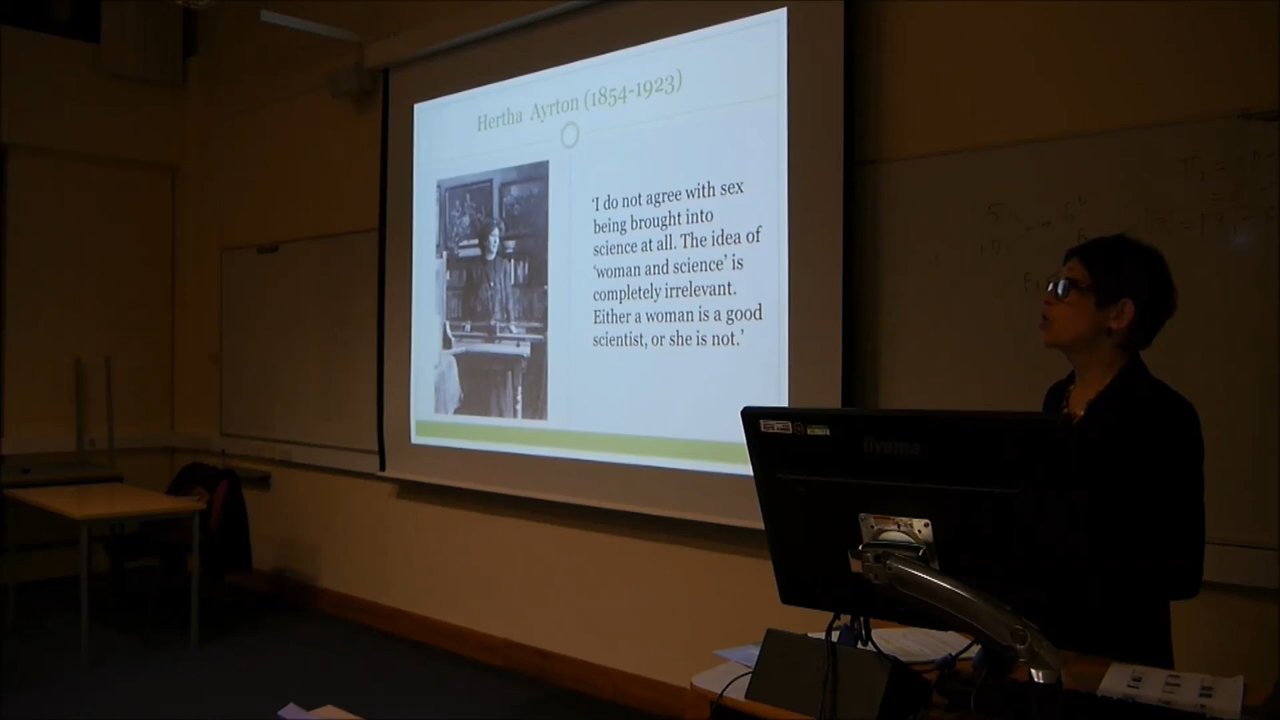 Hertha Ayrton (1854-1923)
‘I do not agree with sex
being brought into
science at all. The idea of
‘woman and science’ is
completely irrelevant.
Either a woman is a good
scientist, or she is not.’
iiyama